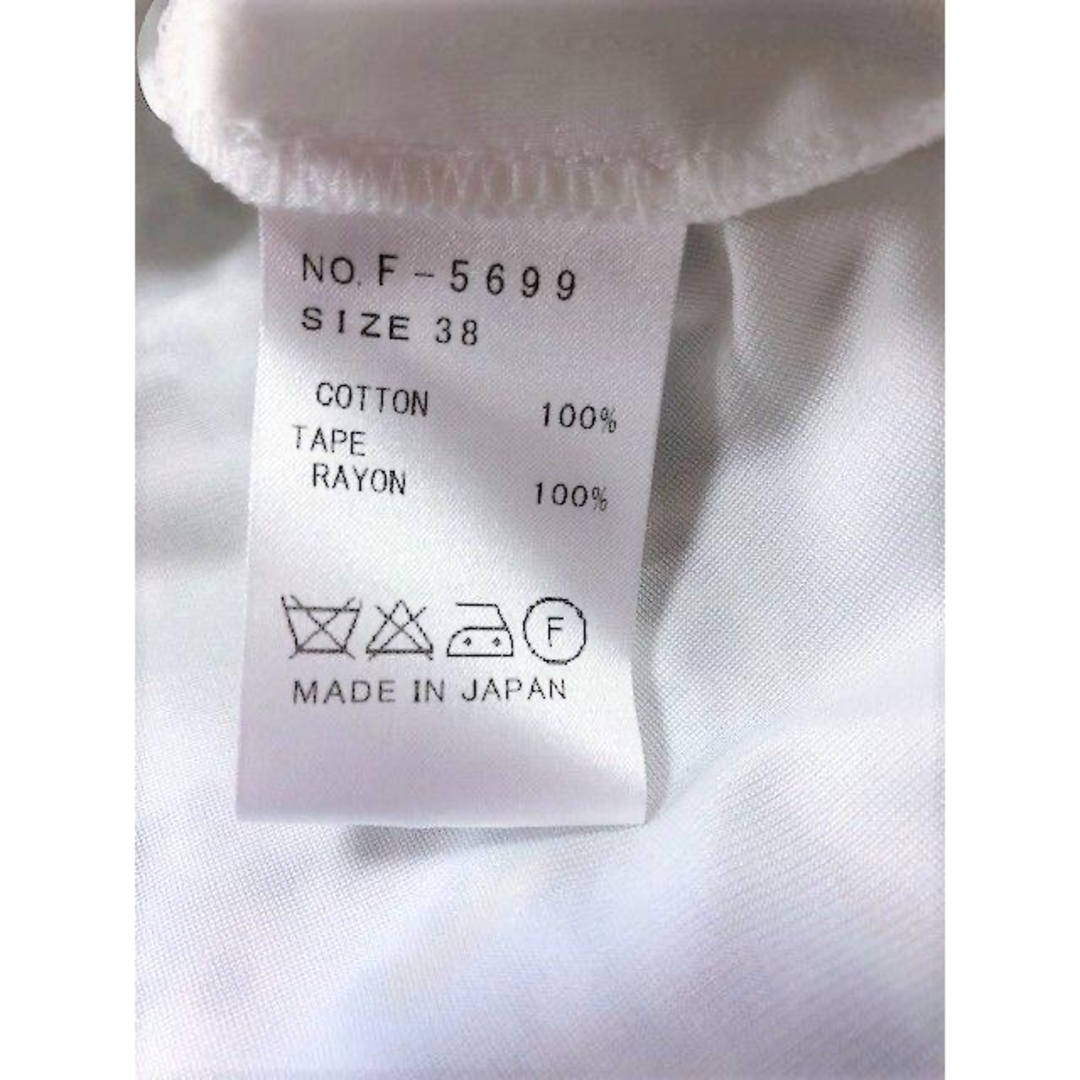 NO. F-5699
SIZE 38
COTTON 100%
TAPE
RAYON 100%
F
MADE IN JAPAN